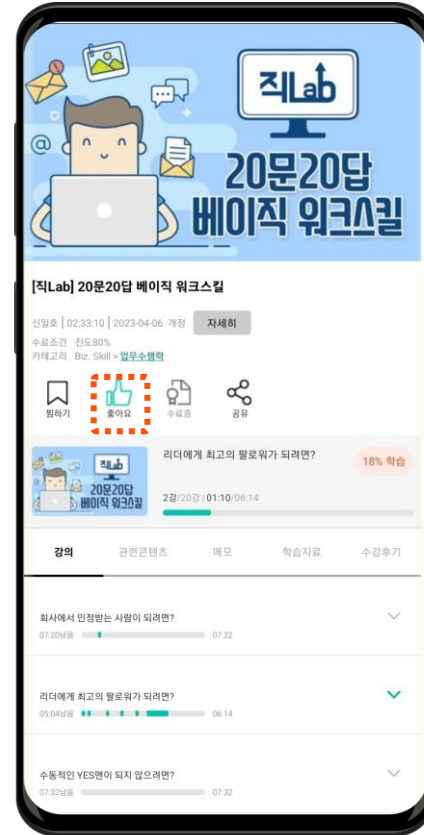 직Lab
@
20문20답
베이직 워크스킬
[직Lab] 20문20답 베이직 워크스킬
신일호 | 02:33:10 | 2023-04-06 개정 자세히
수료조건 진도80%
카테고리 Biz. Skill > 업무수행력
찜하기 좋아요 수료증 공유
직Lab
20문20답
베이직 워크스킬
리더에게 최고의 팔로워가 되려면?
18% 학습
2강/20강 | 01:10/06:14
강의 관련콘텐츠 메모 학습자료 수강후기
회사에서 인정받는 사람이 되려면?
07:20남음 07:22
리더에게 최고의 팔로워가 되려면?
05:04남음 06:14
수동적인 YES맨이 되지 않으려면?
07:32남음 07:32